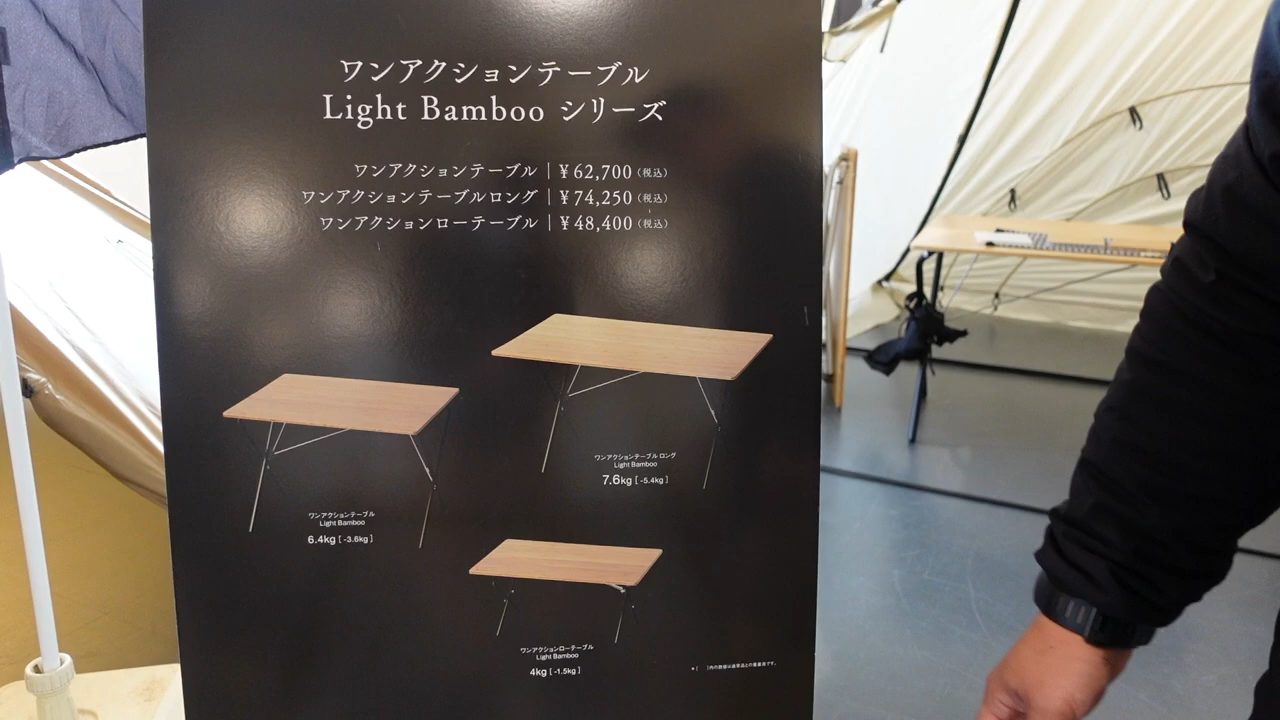 ワンアクションテーブル
Light Bamboo シリーズ
ワンアクションテーブル｜¥62,700（税込）
ワンアクションテーブルロング｜¥74,250（税込）
ワンアクションローテーブル｜¥48,400（税込）
ワンアクションテーブル ロング
Light Bamboo
7.6kg [ -5.4kg ]
ワンアクションテーブル
Light Bamboo
6.4kg [ -3.6kg ]
ワンアクションローテーブル
Light Bamboo
4kg [ -1.5kg ]